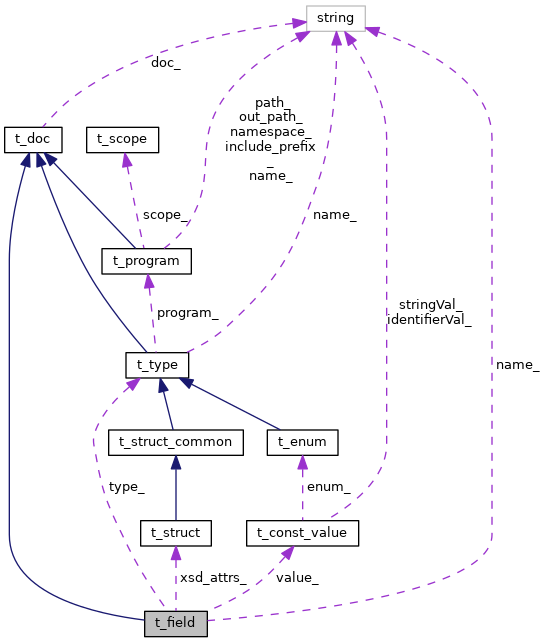 string
doc_
path_
out_path_
namespace_
include_prefix
_
name_
t_doc
t_scope
scope_
name_
t_program
program_
stringVal_
identifierVal_
t_type
name_
t_struct_common
t_enum
type_
enum_
t_struct
t_const_value
xsd_attrs_
value_
t_field